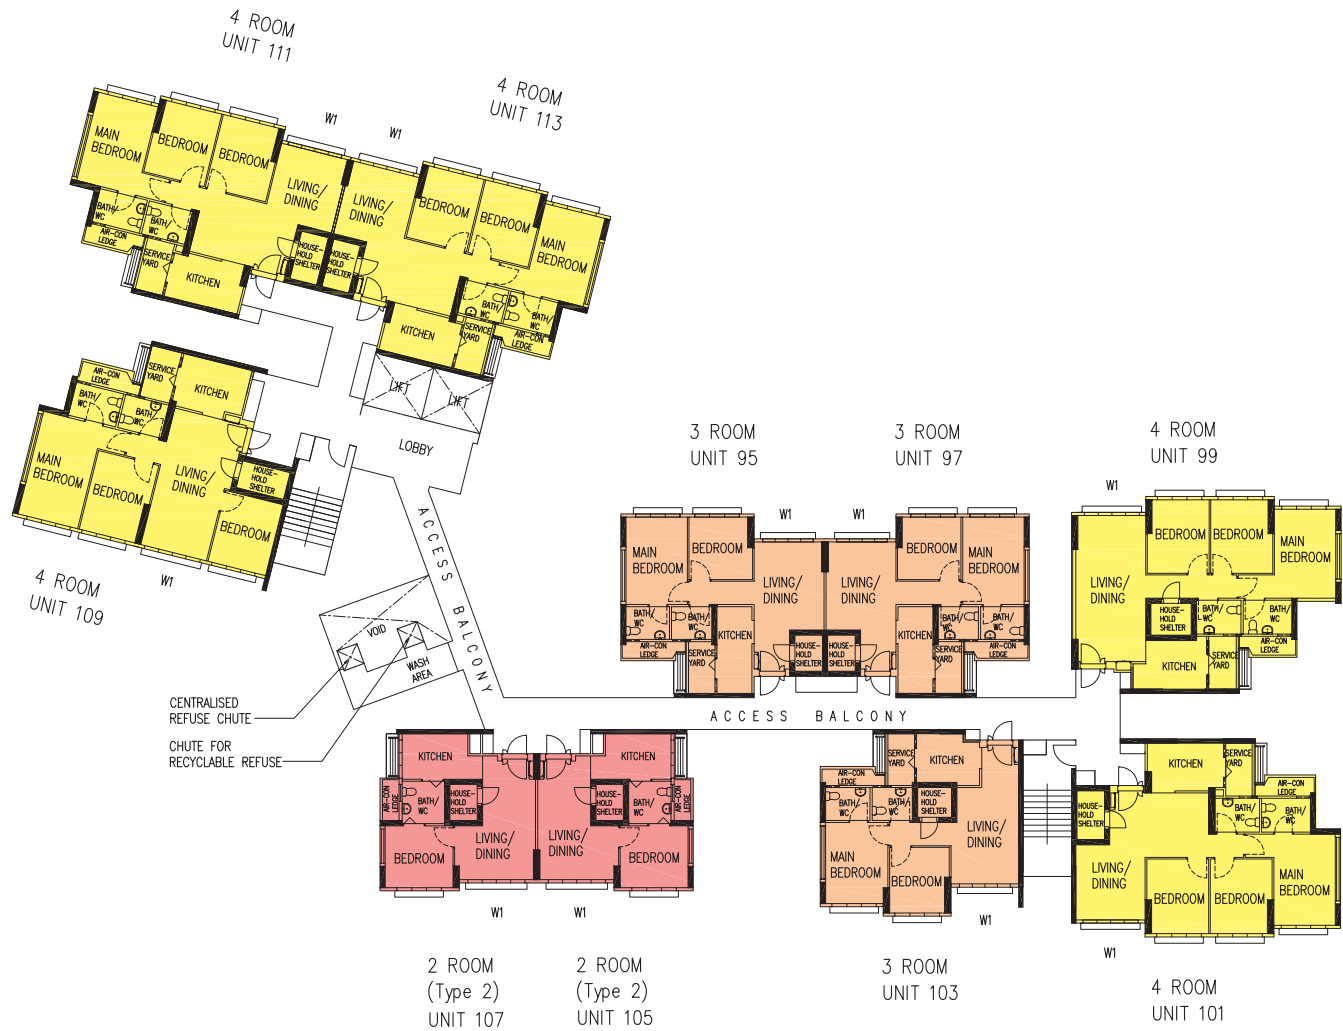 4 ROOM
UNIT 111
4 ROOM
UNIT 113
W1
W1
MAIN
BEDROOM
BEDROOM
BEDROOM
LIVING/
DINING
LIVING/
DINING
BEDROOM
BEDROOM
MAIN
BEDROOM
BATH/
WC
BATH/
WC
AIR-CON
LEDGE
SERVICE
YARD
KITCHEN
HOUSE-
HOLD
SHELTER
HOUSE-
HOLD
SHELTER
KITCHEN
SERVICE
YARD
BATH/
WC
BATH/
WC
AIR-CON
LEDGE
LIFT
LIFT
LOBBY
AIR-CON
LEDGE
SERVICE
YARD
KITCHEN
BATH/
WC
BATH/
WC
MAIN
BEDROOM
BEDROOM
LIVING/
DINING
HOUSE-
HOLD
SHELTER
BEDROOM
W1
4 ROOM
UNIT 109
ACCESS BALCONY
VOID
WASH
AREA
CENTRALISED
REFUSE CHUTE
CHUTE FOR
RECYCLABLE REFUSE
3 ROOM
UNIT 95
3 ROOM
UNIT 97
4 ROOM
UNIT 99
W1
W1
W1
MAIN
BEDROOM
BEDROOM
LIVING/
DINING
BATH/
WC
BATH/
WC
AIR-CON
LEDGE
SERVICE
YARD
KITCHEN
HOUSE-
HOLD
SHELTER
HOUSE-
HOLD
SHELTER
LIVING/
DINING
BEDROOM
MAIN
BEDROOM
KITCHEN
BATH/
WC
BATH/
WC
SERVICE
YARD
AIR-CON
LEDGE
BEDROOM
BEDROOM
MAIN
BEDROOM
LIVING/
DINING
HOUSE-
HOLD
SHELTER
BATH/
WC
BATH/
WC
AIR-CON
LEDGE
KITCHEN
SERVICE
YARD
ACCESS BALCONY
KITCHEN
AIR-CON
LEDGE
BATH/
WC
HOUSE-
HOLD
SHELTER
LIVING/
DINING
BEDROOM
KITCHEN
HOUSE-
HOLD
SHELTER
BATH/
WC
AIR-CON
LEDGE
LIVING/
DINING
BEDROOM
W1
W1
2 ROOM
(Type 2)
UNIT 107
2 ROOM
(Type 2)
UNIT 105
SERVICE
YARD
KITCHEN
AIR-CON
LEDGE
BATH/
WC
BATH/
WC
HOUSE-
HOLD
SHELTER
MAIN
BEDROOM
BEDROOM
LIVING/
DINING
W1
3 ROOM
UNIT 103
KITCHEN
SERVICE
YARD
AIR-CON
LEDGE
HOUSE-
HOLD
SHELTER
BATH/
WC
BATH/
WC
LIVING/
DINING
BEDROOM
BEDROOM
MAIN
BEDROOM
W1
4 ROOM
UNIT 101